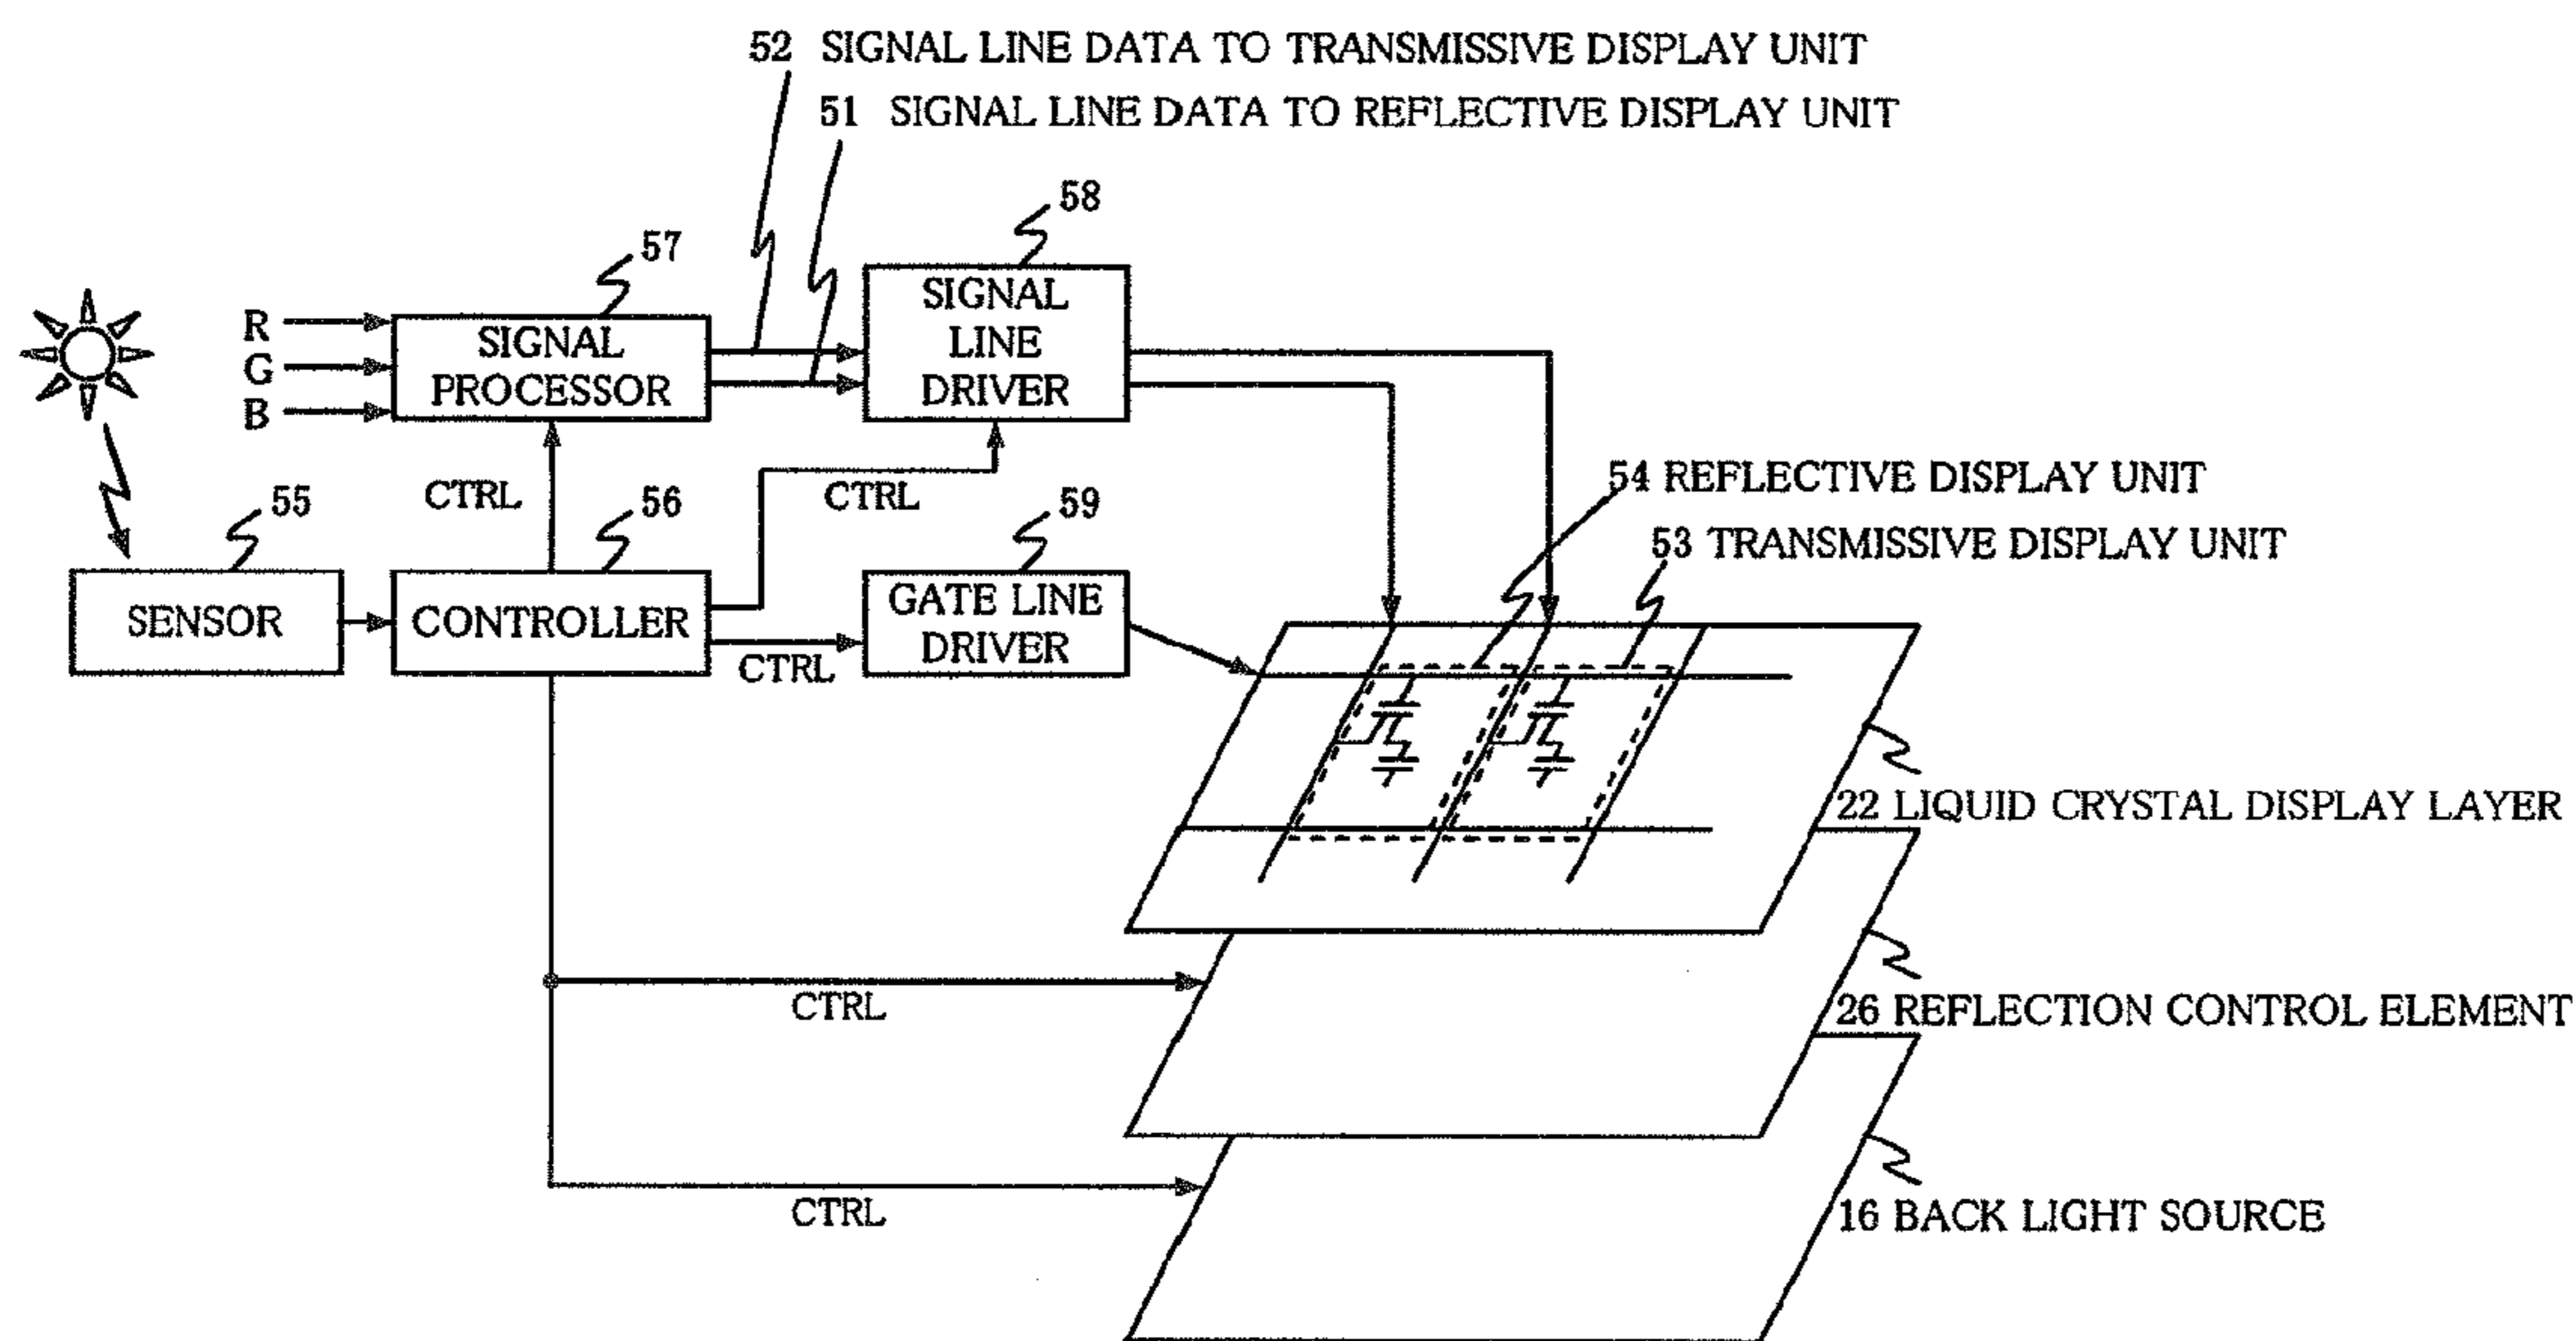 52 SIGNAL LINE DATA TO TRANSMISSIVE DISPLAY UNIT
51 SIGNAL LINE DATA TO REFLECTIVE DISPLAY UNIT
58
57
SIGNAL
LINE
DRIVER
R
G
B
SIGNAL
PROCESSOR
54 REFLECTIVE DISPLAY UNIT
CTRL
CTRL
55
56
59
53 TRANSMISSIVE DISPLAY UNIT
SENSOR
CONTROLLER
GATE LINE
DRIVER
CTRL
22 LIQUID CRYSTAL DISPLAY LAYER
CTRL
26 REFLECTION CONTROL ELEMENT
CTRL
16 BACK LIGHT SOURCE